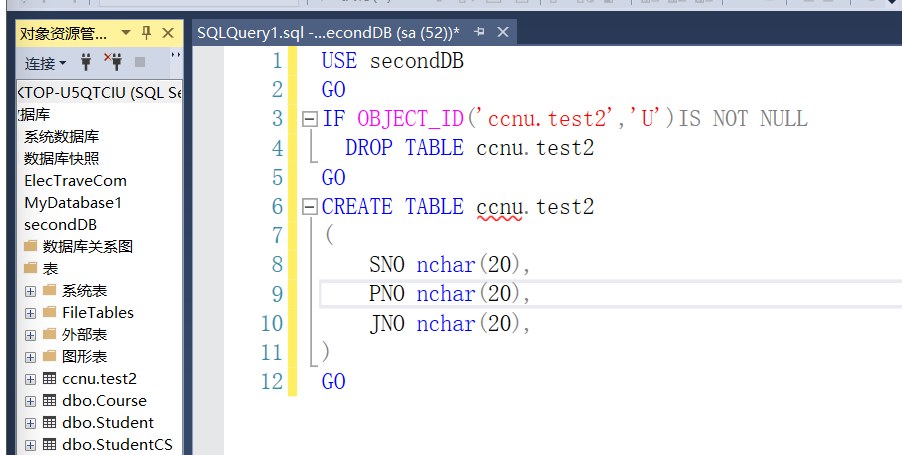 对象资源管...
SQLQuery1.sql -...econdDB (sa (52))*
连接
KTOP-U5QTCIU (SQL Se
据库
系统数据库
数据库快照
ElecTraveCom
MyDatabase1
secondDB
数据库关系图
表
系统表
FileTables
外部表
图形表
ccnu.test2
dbo.Course
dbo.Student
dbo.StudentCS
1 USE secondDB
2 GO
3 IF OBJECT_ID('ccnu.test2','U')IS NOT NULL
4 DROP TABLE ccnu.test2
5 GO
6 CREATE TABLE ccnu.test2
7 (
8 SNO nchar(20),
9 PNO nchar(20),
10 JNO nchar(20),
11 )
12 GO